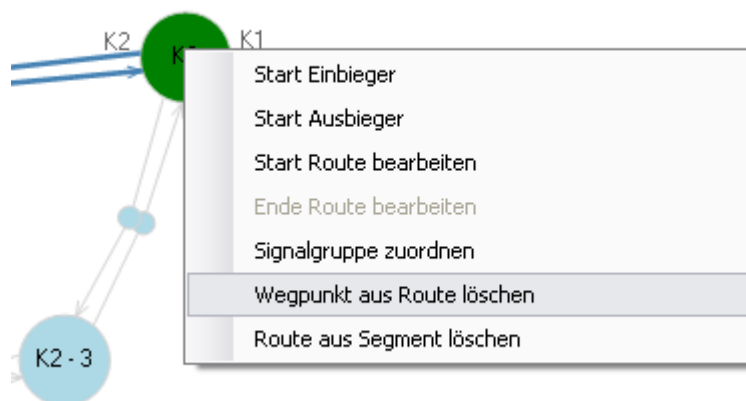 K2
K1
Start Einbieger
Start Ausbieger
Start Route bearbeiten
Ende Route bearbeiten
Signalgruppe zuordnen
Wegpunkt aus Route löschen
Route aus Segment löschen
K2 - 3